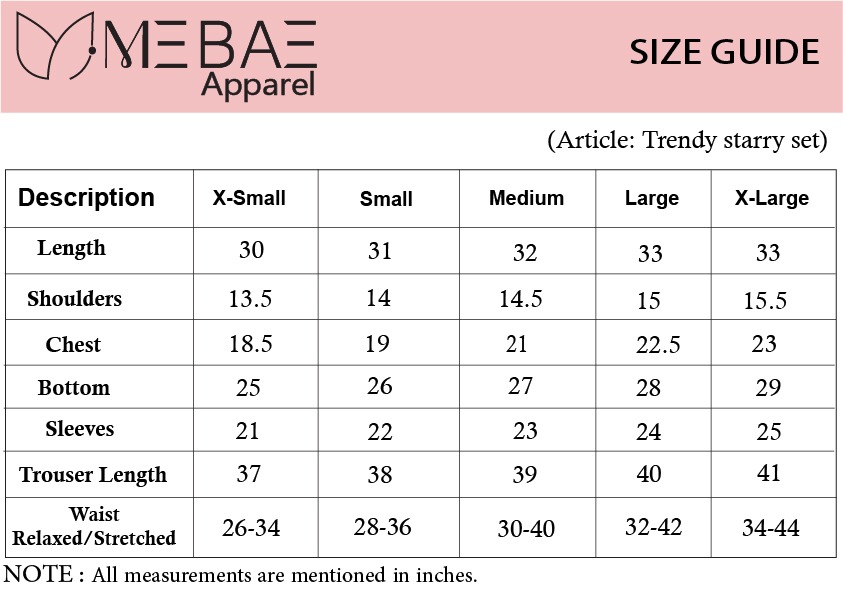 MEBAE
Apparel
SIZE GUIDE
(Article: Trendy starry set)
Description X-Small Small Medium Large X-Large
Length 30 31 32 33 33
Shoulders 13.5 14 14.5 15 15.5
Chest 18.5 19 21 22.5 23
Bottom 25 26 27 28 29
Sleeves 21 22 23 24 25
Trouser Length 37 38 39 40 41
Waist
Relaxed/Stretched 26-34 28-36 30-40 32-42 34-44
NOTE : All measurements are mentioned in inches.